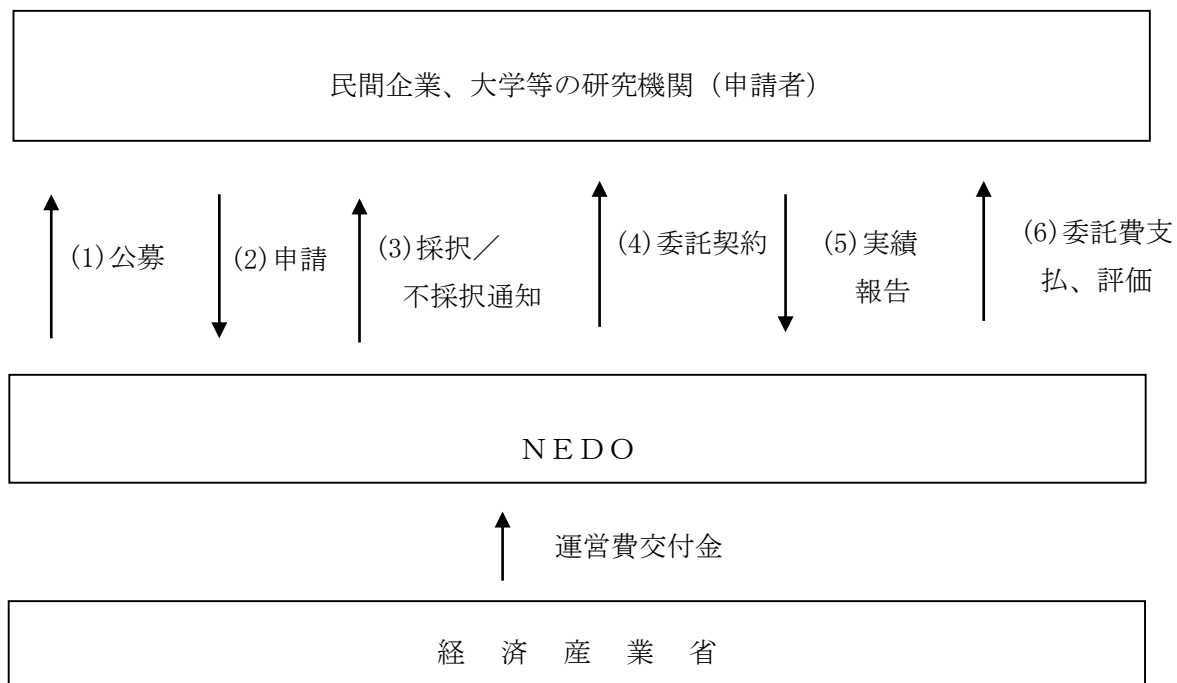 民間企業、大学等の研究機関（申請者）
(1)公募
(2)申請
(3)採択／
不採択通知
(4)委託契約
(5)実績
報告
(6)委託費支
払、評価
ＮＥＤＯ
運営費交付金
経　済　産　業　省